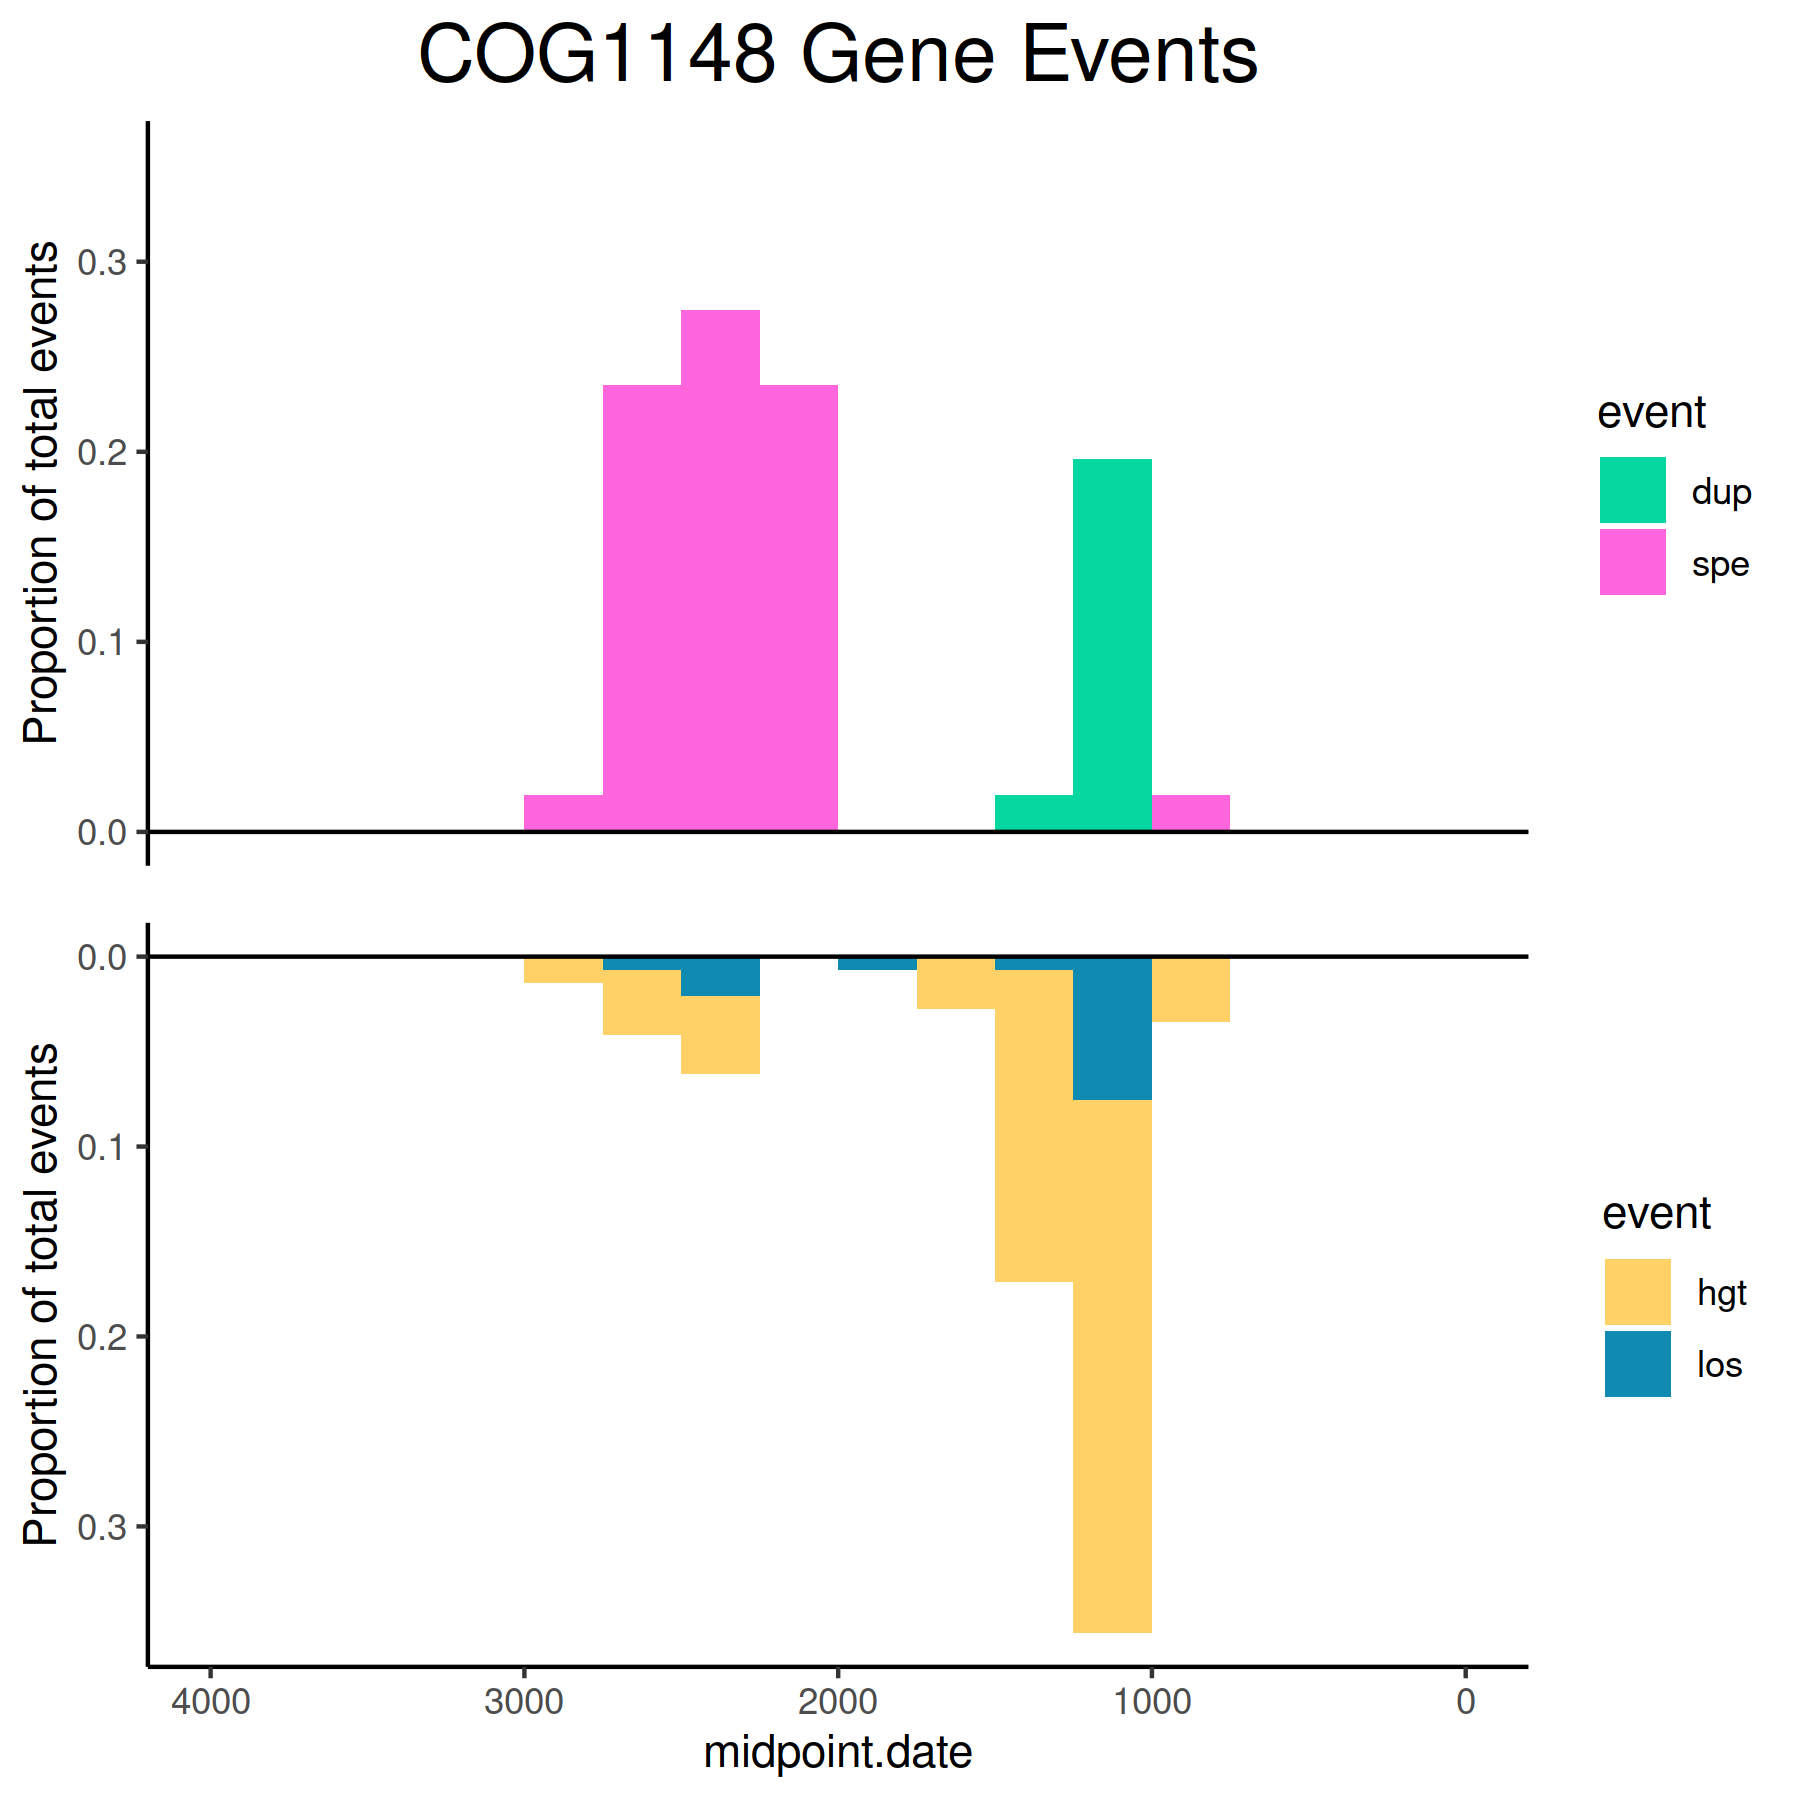 COG1148 Gene Events
Proportion of total events
0.3
0.2
0.1
0.0
event
dup
spe
Proportion of total events
0.0
0.1
0.2
0.3
event
hgt
los
4000 3000 2000 1000 0
midpoint.date